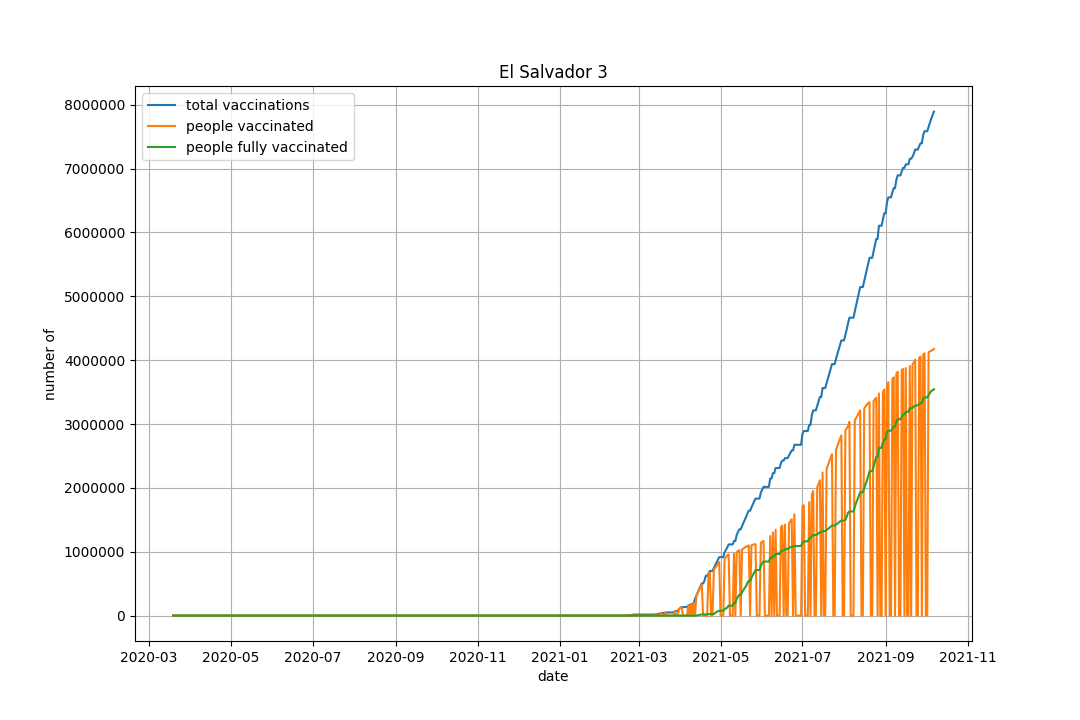 El Salvador 3
total vaccinations
people vaccinated
people fully vaccinated
8000000
7000000
6000000
5000000
4000000
3000000
2000000
1000000
0
number of
2020-03 2020-05 2020-07 2020-09 2020-11 2021-01 2021-03 2021-05 2021-07 2021-09 2021-11
date